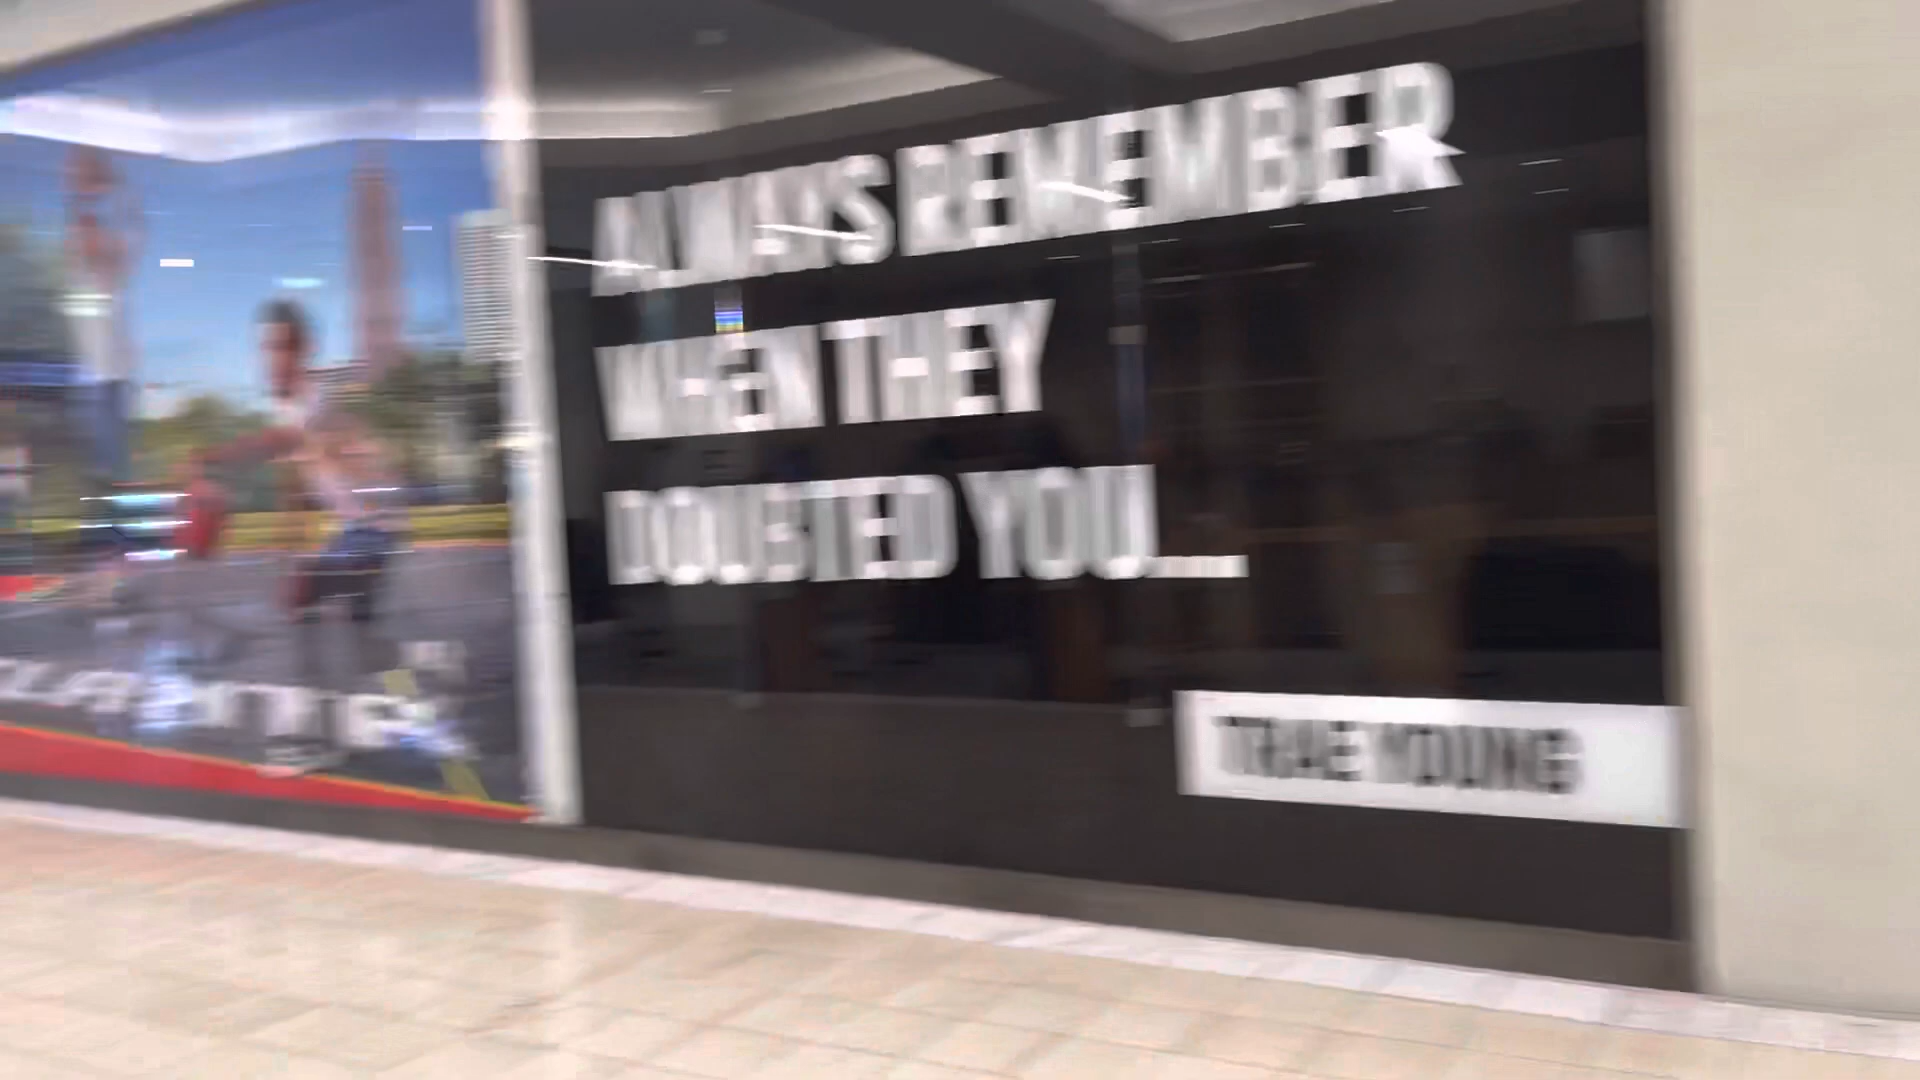 ALWAYS REMEMBER
WHEN THEY
DOUBTED YOU...
TRAE YOUNG